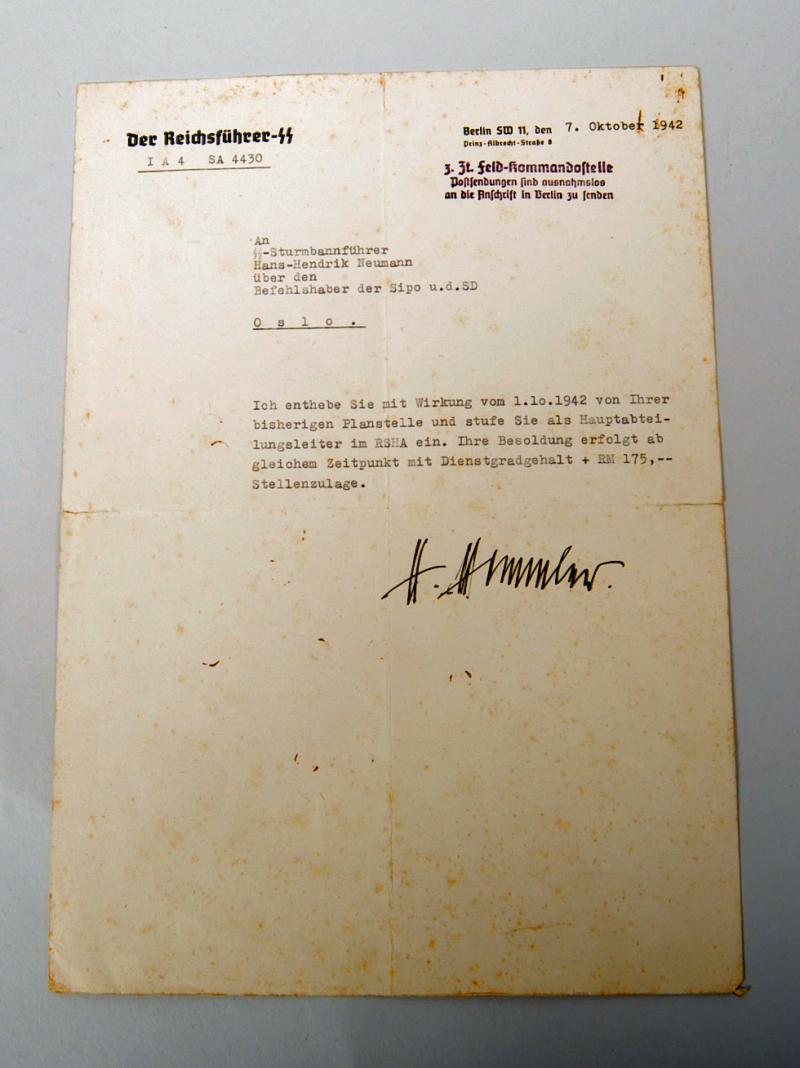 Der Reichsführer-ᛋᛋ
I A 4 SA 4430
Berlin SW 11, den 7. Oktober 1942
Prinz-Albrecht-Straße 8
z. Zt. Feld-Kommandostelle
Postsendungen sind ausnahmslos
an die Anschrift in Berlin zu senden
An
ᛋᛋ-Sturmbannführer
Hans-Hendrik Neumann
über den
Befehlshaber der Sipo u.d.SD
O s l o .
Ich enthebe Sie mit Wirkung vom 1.1o.1942 von Ihrer
bisherigen Planstelle und stufe Sie als Hauptabtei-
lungsleiter im RSHA ein. Ihre Besoldung erfolgt ab
gleichem Zeitpunkt mit Dienstgradgehalt + RM 175,--
Stellenzulage.
H. Himmler.